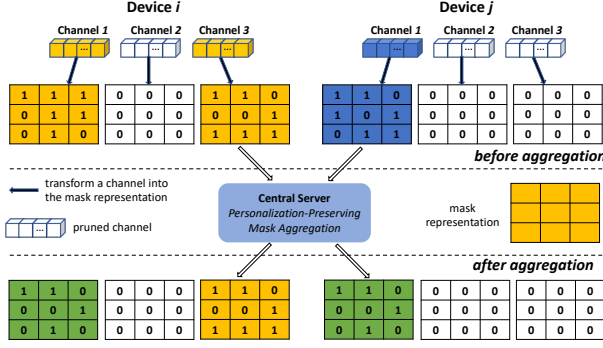 Device i Device j
Channel 1 Channel 2 Channel 3 Channel 1 Channel 2 Channel 3
... ... ... ... ... ...
1 1 1 0 0 0 1 1 0 1 1 0 0 0 0 0 0 0
0 1 1 0 0 0 0 0 1 1 0 1 0 0 0 0 0 0
0 1 0 0 0 0 1 1 1 0 1 1 0 0 0 0 0 0
before aggregation
transform a channel into
the mask representation
... pruned channel
Central Server
Personalization-Preserving
Mask Aggregation
mask
representation
after aggregation
1 1 0 0 0 0 1 1 0 1 1 0 0 0 0 0 0 0
0 0 1 0 0 0 0 0 1 0 0 1 0 0 0 0 0 0
0 1 0 0 0 0 1 1 1 0 1 0 0 0 0 0 0 0